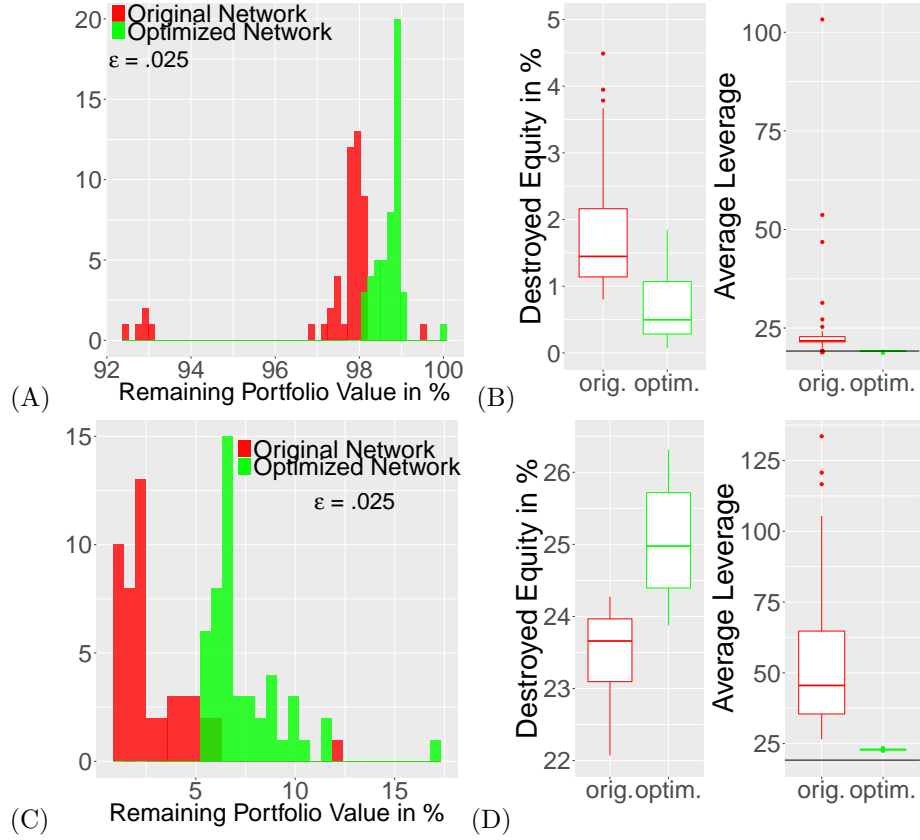 Original Network
Optimized Network
ε = .025
20
15
10
5
0
92
94
96
98
100
Remaining Portfolio Value in %
(A)
Destroyed Equity in %
5
4
3
2
1
0
orig.
optim.
Average Leverage
100
75
50
25
orig.
optim.
(B)
Original Network
Optimized Network
ε = .025
15
10
5
0
5
10
15
Remaining Portfolio Value in %
(C)
Destroyed Equity in %
26
25
24
23
22
orig.
optim.
Average Leverage
125
100
75
50
25
orig.
optim.
(D)